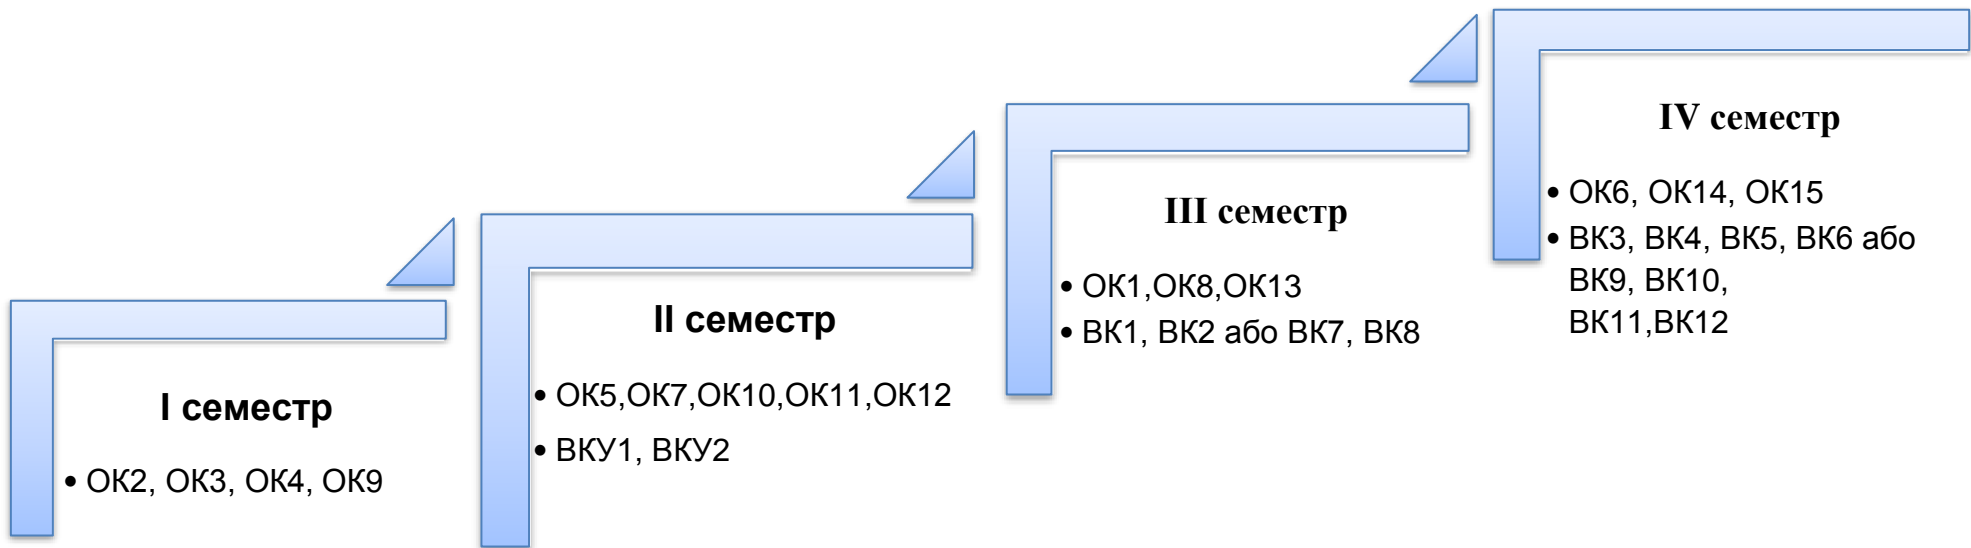 I семестр
• ОК2, ОК3, ОК4, ОК9
II семестр
• ОК5,ОК7,ОК10,ОК11,ОК12
• ВКУ1, ВКУ2
III семестр
• ОК1,ОК8,ОК13
• ВК1, ВК2 або ВК7, ВК8
IV семестр
• ОК6, ОК14, ОК15
• ВК3, ВК4, ВК5, ВК6 або
ВК9, ВК10,
ВК11,ВК12